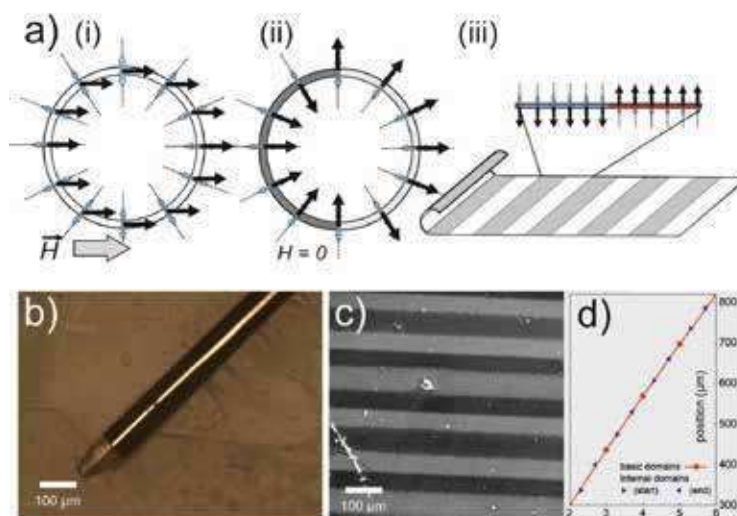 a) (i) (ii) (iii)
H
H = 0
b)
100 μm
c)
100 μm
d)
800
700
600
500
400
300
position (μm)
basic domains
internal domains
(start) (end)
2 3 4 5 6